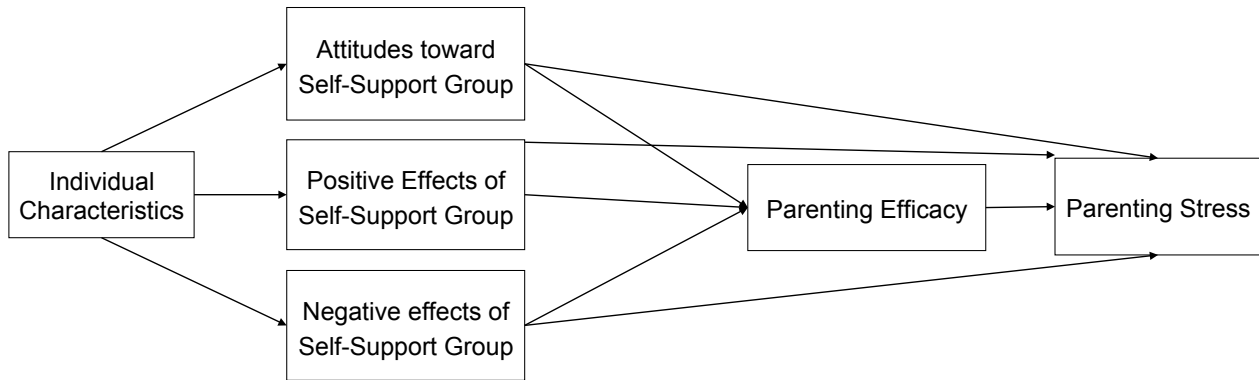 Attitudes toward
Self-Support Group
Individual
Characteristics
Positive Effects of
Self-Support Group
Parenting Efficacy
Parenting Stress
Negative effects of
Self-Support Group